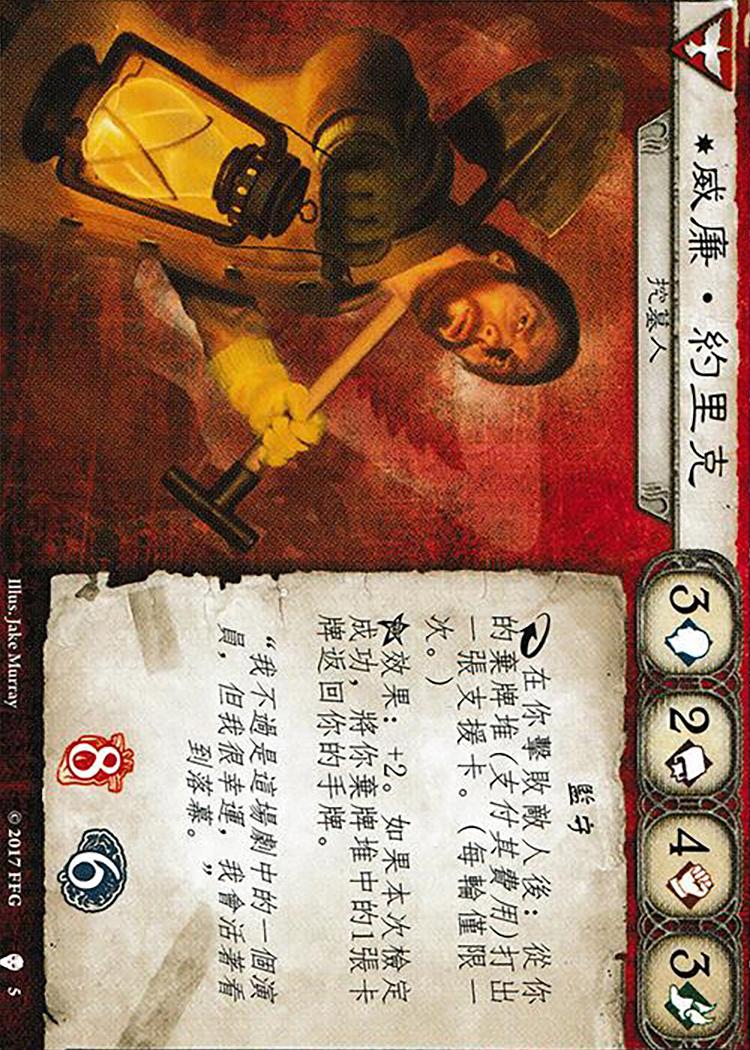 威廉·約里克
挖墓人
3
2
4
3
監守
在你擊敗敵人後：從你
的棄牌堆(支付其費用)打出
一張支援卡。(每輪僅限一
次。)
效果：+2。如果本次檢定
成功，將你棄牌堆中的1張卡
牌返回你的手牌。
“我不過是這場劇中的一個演
員，但我很幸運，我會活著看
到落幕。”
8
6
Illus. Jake Murray
© 2017 FFG
5